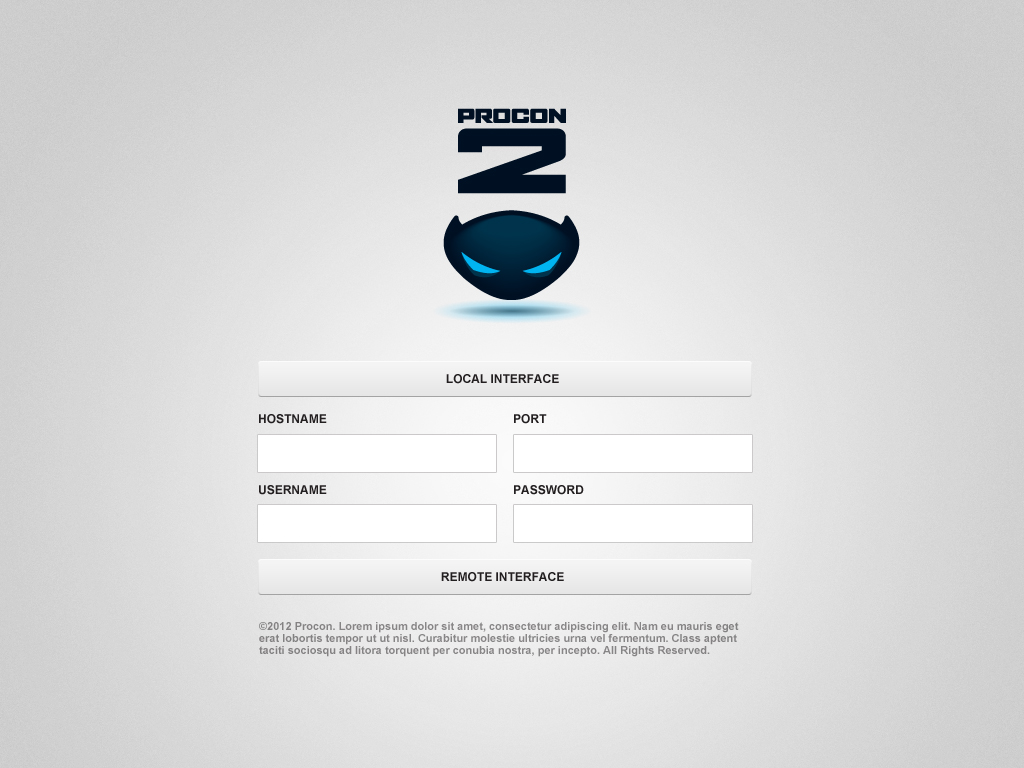 PROCON
2
LOCAL INTERFACE
HOSTNAME PORT
USERNAME PASSWORD
REMOTE INTERFACE
©2012 Procon. Lorem ipsum dolor sit amet, consectetur adipiscing elit. Nam eu mauris eget
erat lobortis tempor ut ut nisl. Curabitur molestie ultricies urna vel fermentum. Class aptent
taciti sociosqu ad litora torquent per conubia nostra, per incepto. All Rights Reserved.